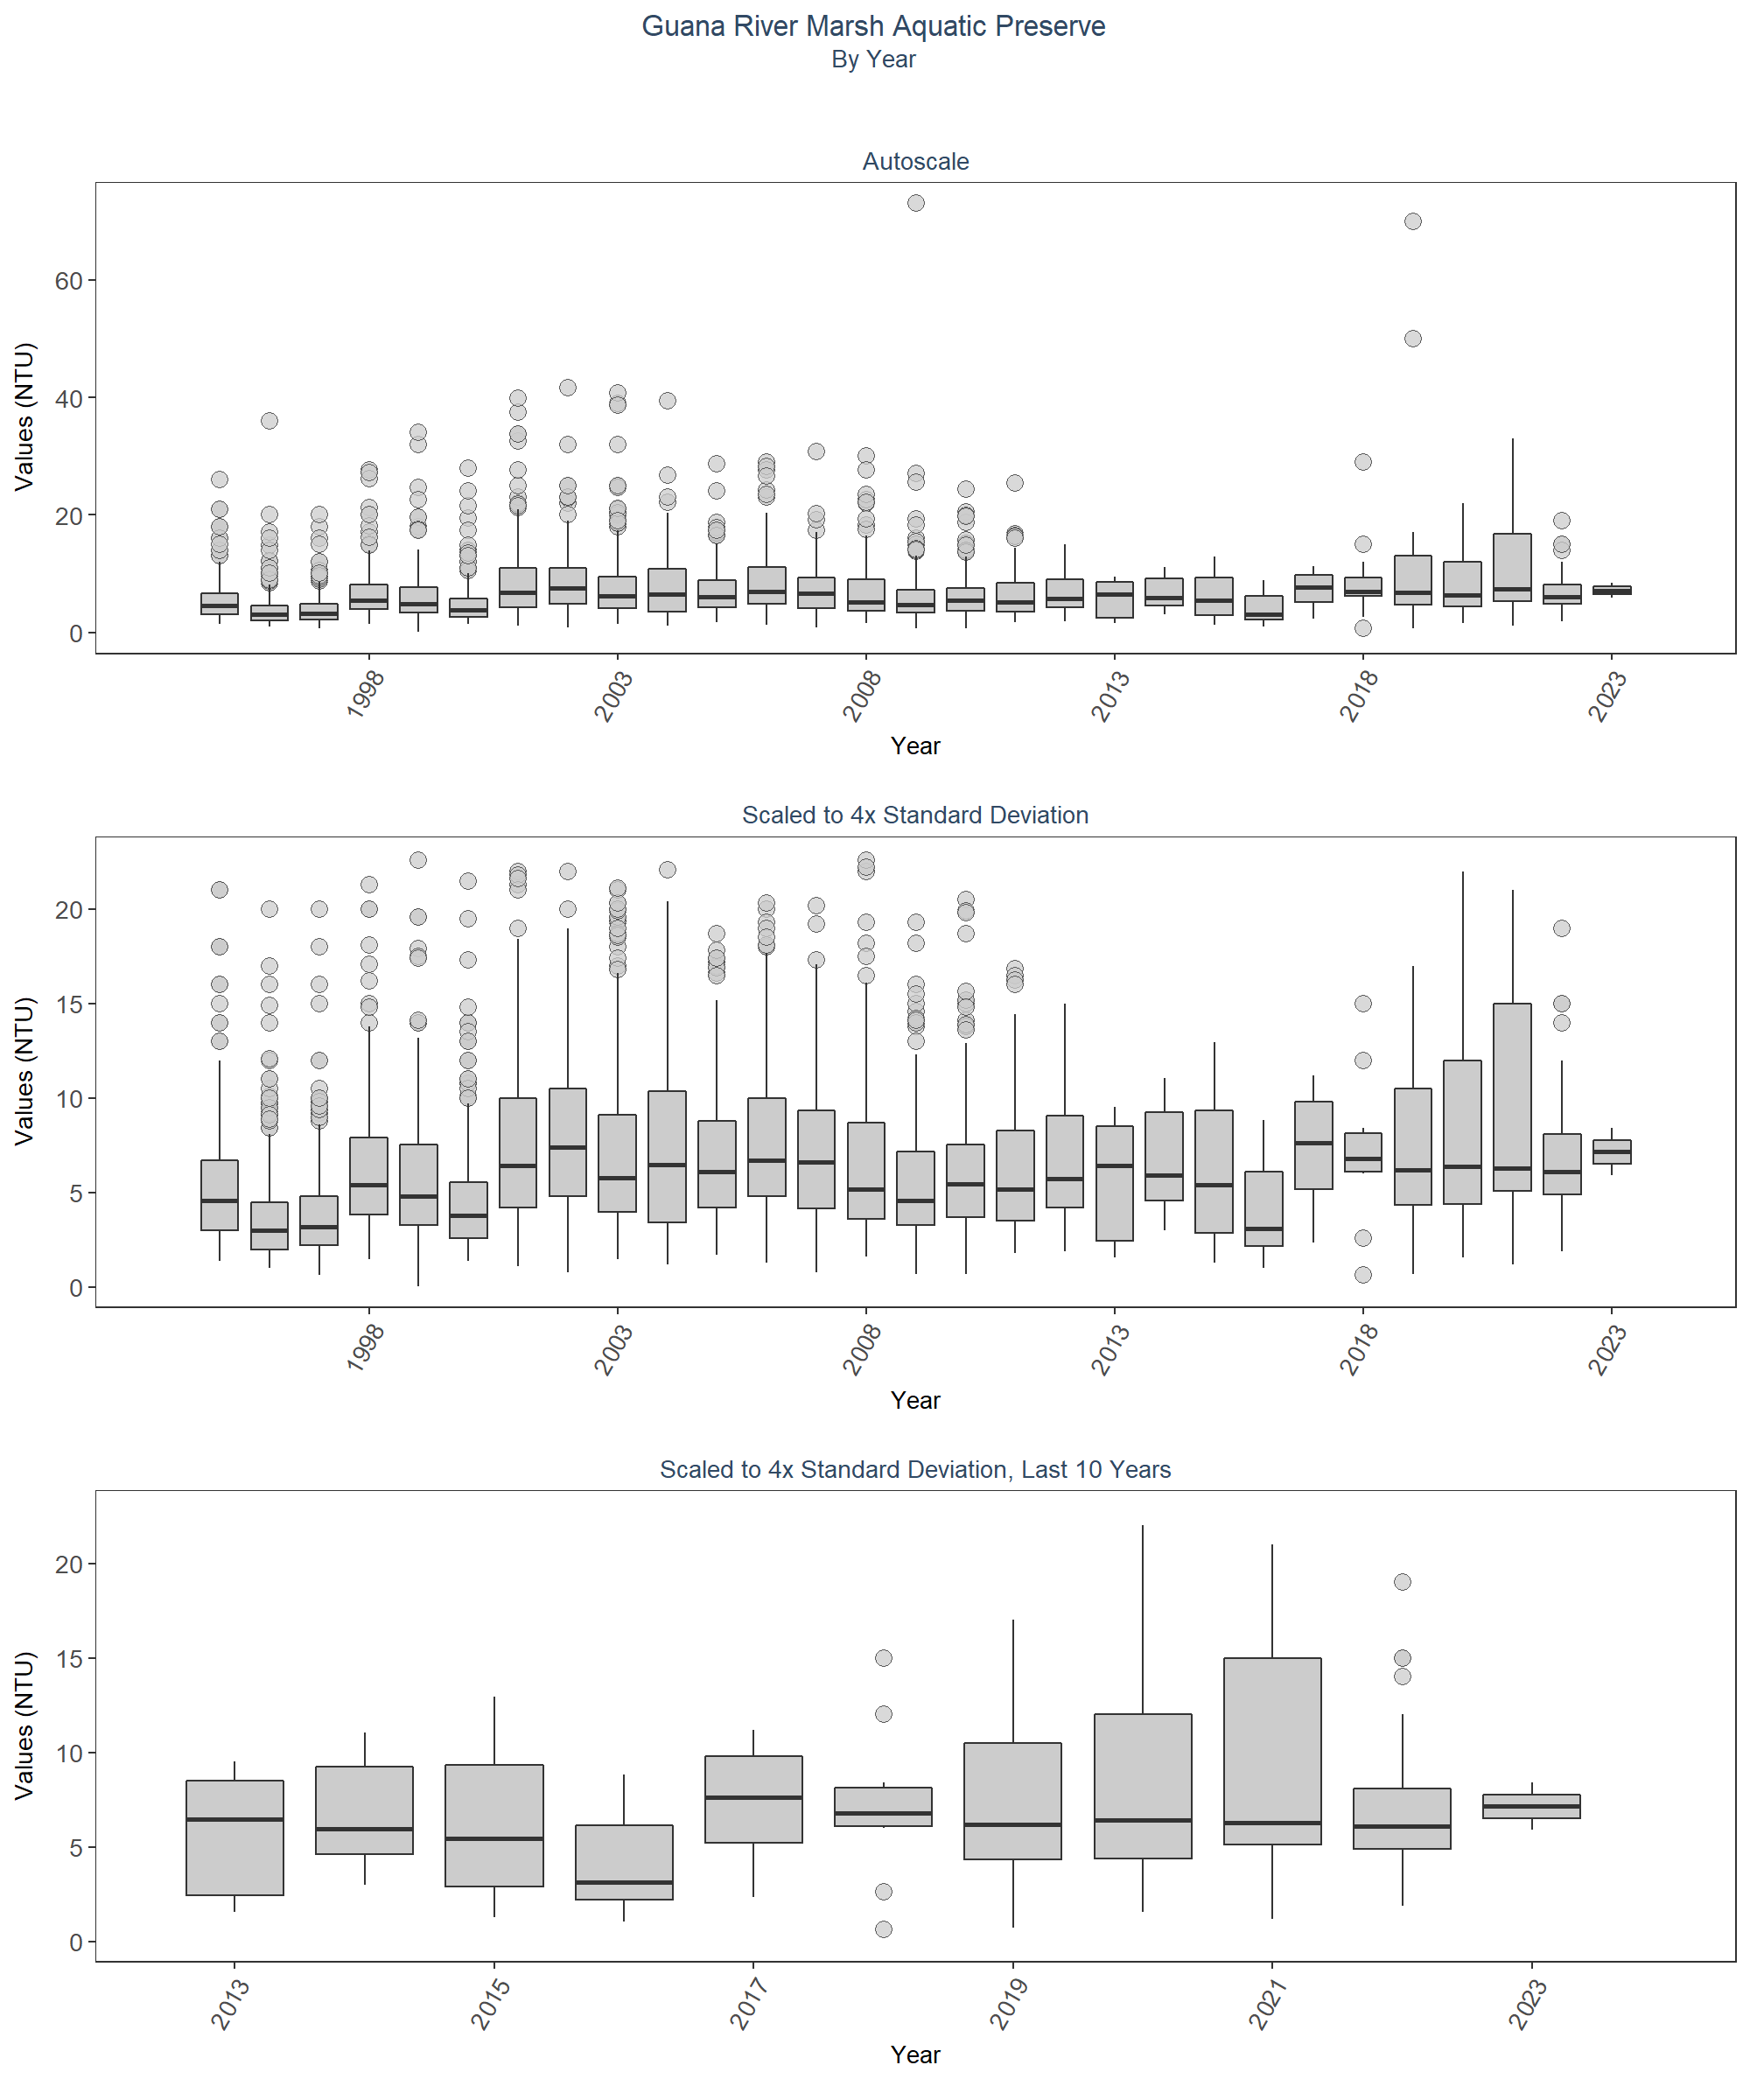 Guana River Marsh Aquatic Preserve
By Year
Autoscale
Values (NTU)
60
40
20
0
1998 2003 2008 2013 2018 2023
Year
Scaled to 4x Standard Deviation
Values (NTU)
20
15
10
5
0
1998 2003 2008 2013 2018 2023
Year
Scaled to 4x Standard Deviation, Last 10 Years
Values (NTU)
20
15
10
5
0
2013 2015 2017 2019 2021 2023
Year